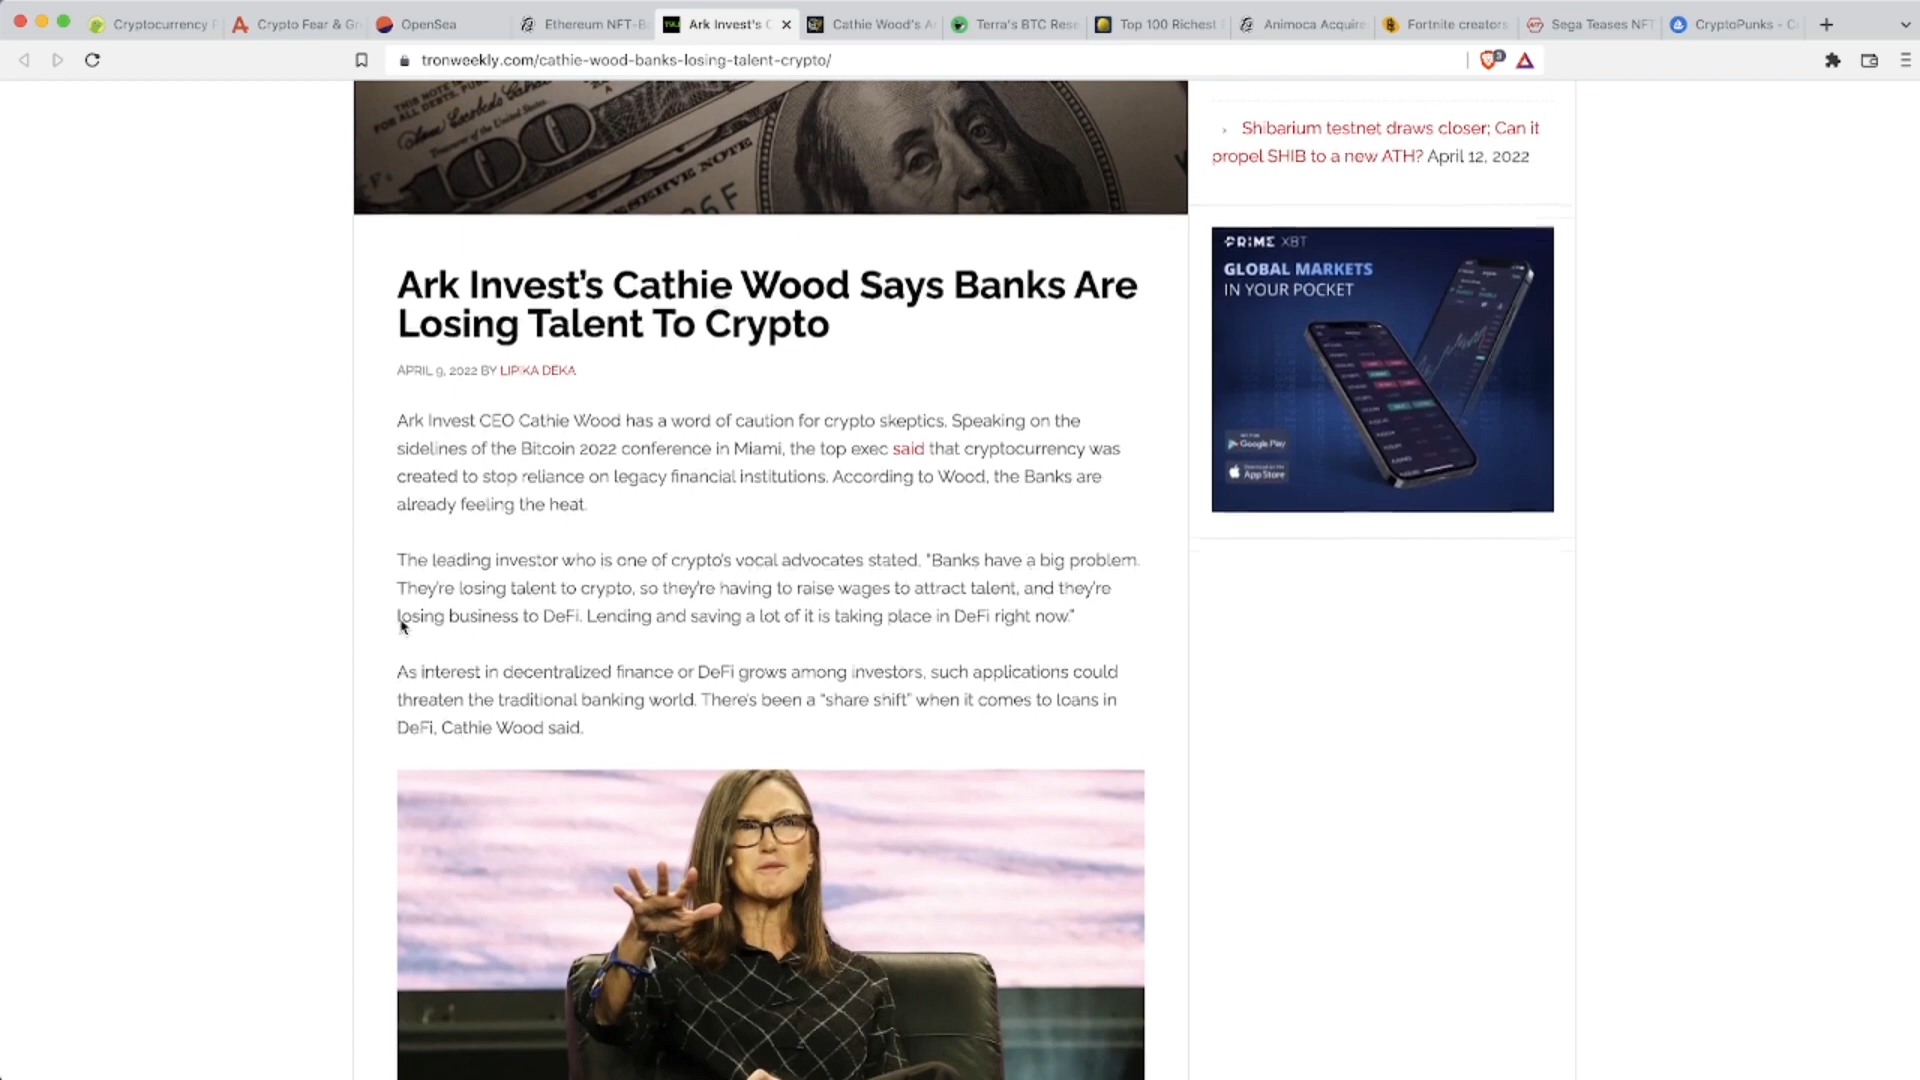 Cryptocurrency P
Crypto Fear & Gr
OpenSea
Ethereum NFT-B
Ark Invest's C
Cathie Wood's A
Terra's BTC Rese
Top 100 Richest
Animoca Acquire
Fortnite creators
Sega Teases NFT
CryptoPunks - C
tronweekly.com/cathie-wood-banks-losing-talent-crypto/
THIS NOTE
FOR ALL DEBTS, PU
100
RESERVE NOTE
Ark Invest's Cathie Wood Says Banks Are
Losing Talent To Crypto
APRIL 9, 2022 BY LIPIKA DEKA
Ark Invest CEO Cathie Wood has a word of caution for crypto skeptics. Speaking on the
sidelines of the Bitcoin 2022 conference in Miami, the top exec said that cryptocurrency was
created to stop reliance on legacy financial institutions. According to Wood, the Banks are
already feeling the heat.
The leading investor who is one of crypto's vocal advocates stated, "Banks have a big problem.
They're losing talent to crypto, so they're having to raise wages to attract talent, and they're
losing business to DeFi. Lending and saving a lot of it is taking place in DeFi right now."
As interest in decentralized finance or DeFi grows among investors, such applications could
threaten the traditional banking world. There's been a "share shift" when it comes to loans in
DeFi, Cathie Wood said.
Shibarium testnet draws closer; Can it
propel SHIB to a new ATH? April 12, 2022
PRIME XBT
GLOBAL MARKETS
IN YOUR POCKET
Google Play
App Store